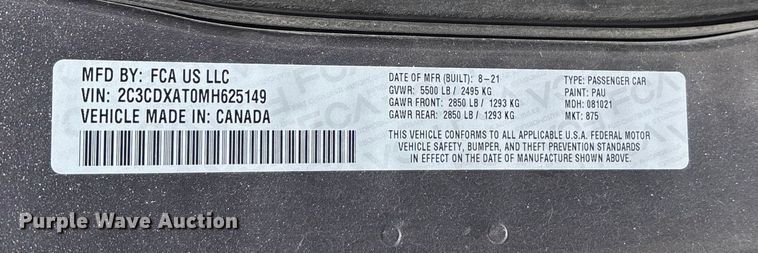 MFD BY: FCA US LLC
VIN: 2C3CDXAT0MH625149
VEHICLE MADE IN: CANADA
DATE OF MFR (BUILT): 8-21
GVWR: 5500 LB / 2495 KG
GAWR FRONT: 2850 LB / 1293 KG
GAWR REAR: 2850 LB / 1293 KG
TYPE: PASSENGER CAR
PAINT: PAU
MDH: 081021
MKT: 875
THIS VEHICLE CONFORMS TO ALL APPLICABLE U.S.A. FEDERAL MOTOR
VEHICLE SAFETY, BUMPER, AND THEFT PREVENTION STANDARDS
IN EFFECT ON THE DATE OF MANUFACTURE SHOWN ABOVE.
Purple Wave Auction